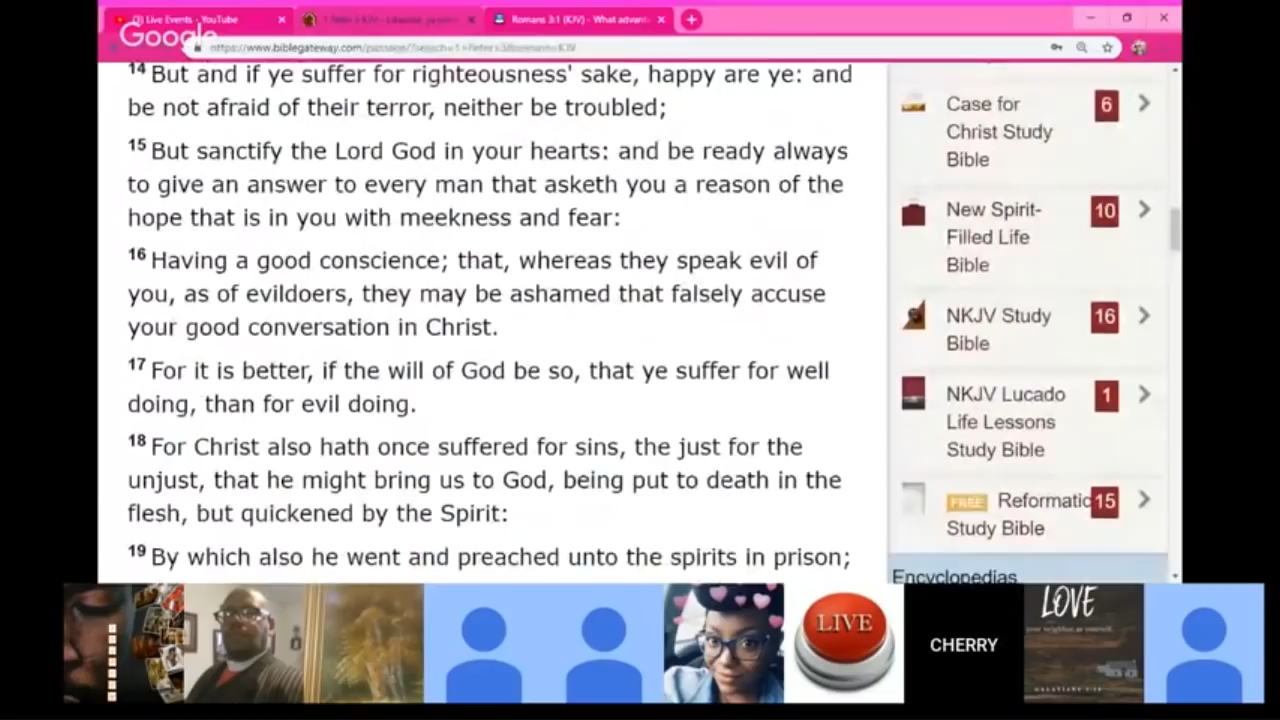 (3) Live Events - YouTube
Romans 3:1 (KJV) - What advant
Google
https://www.biblegateway.com/
14 But and if ye suffer for righteousness' sake, happy are ye: and
be not afraid of their terror, neither be troubled;
15 But sanctify the Lord God in your hearts: and be ready always
to give an answer to every man that asketh you a reason of the
hope that is in you with meekness and fear:
16 Having a good conscience; that, whereas they speak evil of
you, as of evildoers, they may be ashamed that falsely accuse
your good conversation in Christ.
17 For it is better, if the will of God be so, that ye suffer for well
doing, than for evil doing.
18 For Christ also hath once suffered for sins, the just for the
unjust, that he might bring us to God, being put to death in the
flesh, but quickened by the Spirit:
19 By which also he went and preached unto the spirits in prison;
Case for 6
Christ Study
Bible
New Spirit- 10
Filled Life
Bible
NKJV Study 16
Bible
NKJV Lucado 1
Life Lessons
Study Bible
FREE Reformatic 15
Study Bible
Encyclopedias
LIVE
CHERRY
LOVE
your neighbor as yourself.